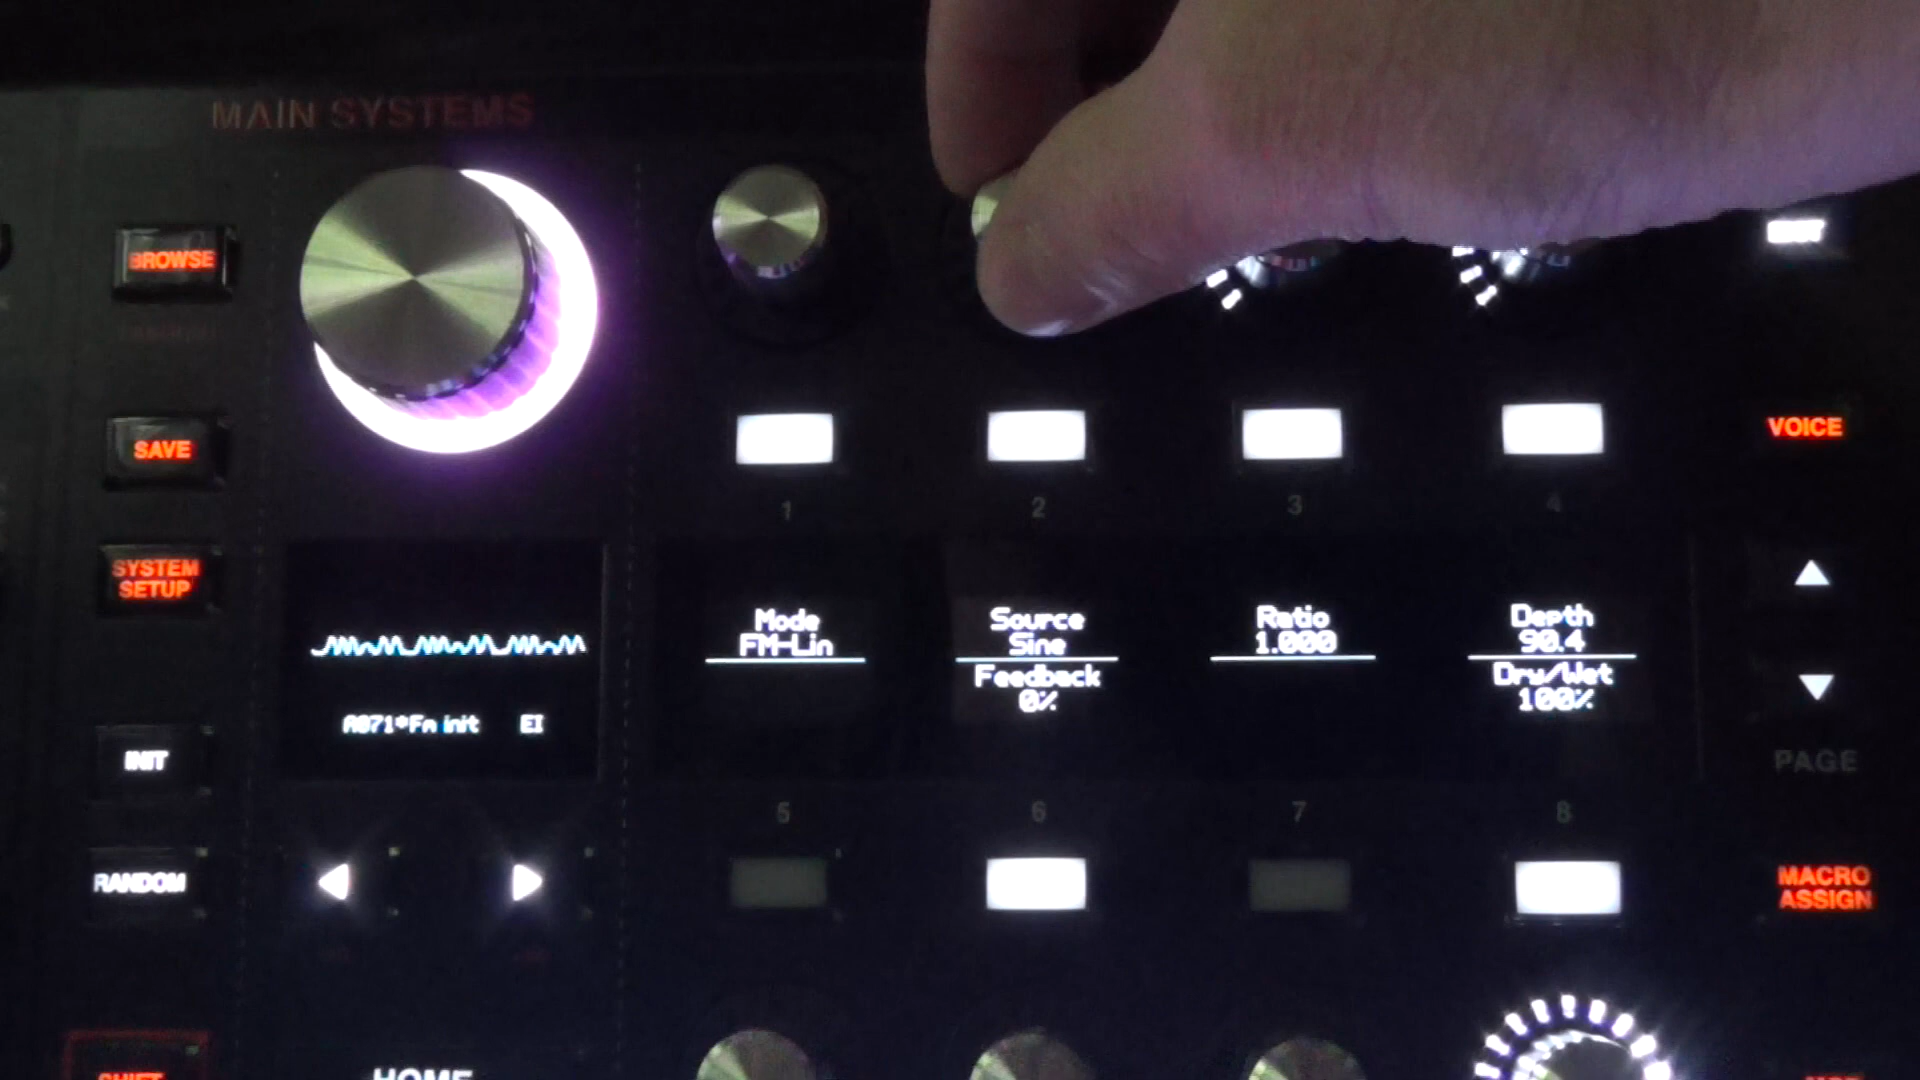 MAIN SYSTEMS
BROWSE
EXIT
SAVE
VOICE
1
2
3
4
SYSTEM
SETUP
Mode
FM-Lin
Source
Sine
Feedback
0%
Ratio
1.000
Depth
90.4
Dry/Wet
100%
A071*Fm init
EI
INIT
PAGE
5
6
7
8
RANDOM
MACRO
ASSIGN
SHIFT
HOME